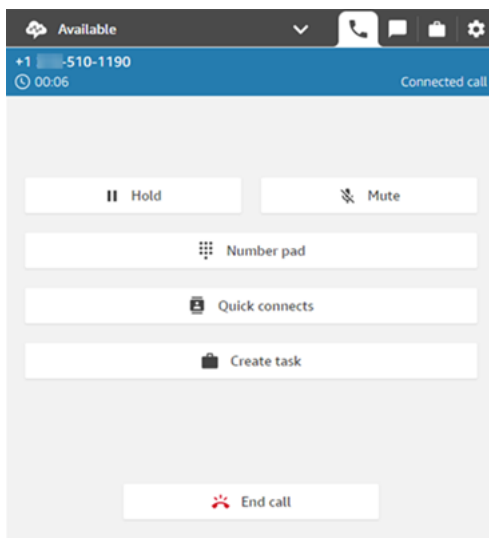 Available
+1 -510-1190
00:06 Connected call
Hold Mute
Number pad
Quick connects
Create task
End call